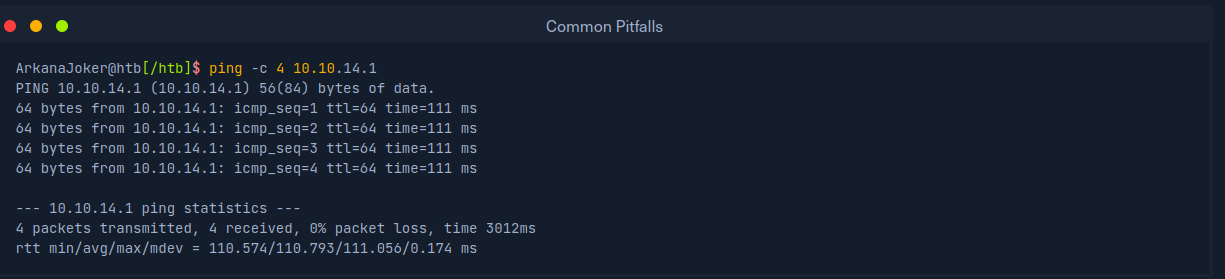 Common Pitfalls
ArkanaJoker@htb[/htb]$ ping -c 4 10.10.14.1
PING 10.10.14.1 (10.10.14.1) 56(84) bytes of data.
64 bytes from 10.10.14.1: icmp_seq=1 ttl=64 time=111 ms
64 bytes from 10.10.14.1: icmp_seq=2 ttl=64 time=111 ms
64 bytes from 10.10.14.1: icmp_seq=3 ttl=64 time=111 ms
64 bytes from 10.10.14.1: icmp_seq=4 ttl=64 time=111 ms
--- 10.10.14.1 ping statistics ---
4 packets transmitted, 4 received, 0% packet loss, time 3012ms
rtt min/avg/max/mdev = 110.574/110.793/111.056/0.174 ms